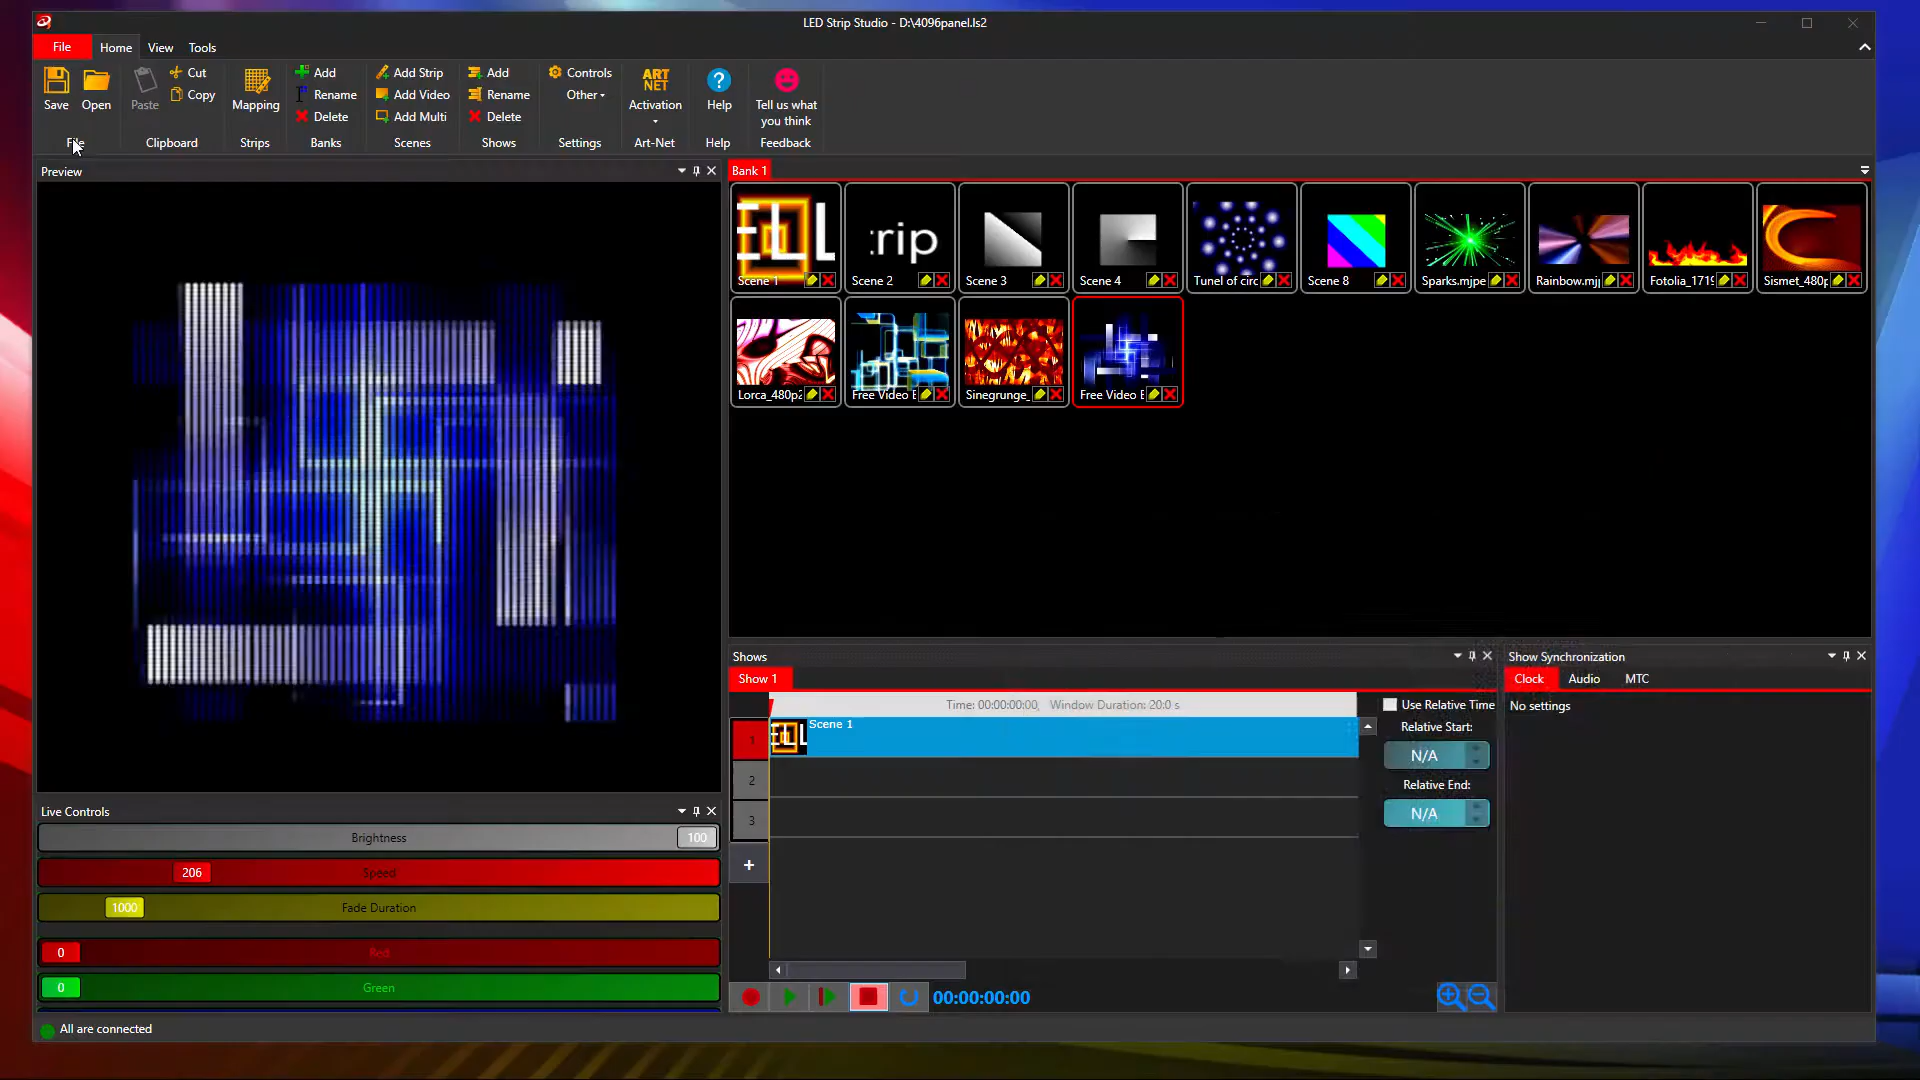 LED Strip Studio - D:\4096panel.ls2
File Home View Tools
Save Open Paste Cut Copy Mapping Add Rename Delete Add Strip Add Video Add Multi Add Rename Delete Controls Other ART NET Activation ? Help Tell us what you think
File Clipboard Strips Banks Scenes Shows Settings Art-Net Help Feedback
Preview
Bank 1
ELL
Scene 1
:rip
Scene 2
Scene 3
Scene 4
Tunel of circ
Scene 8
Sparks.mjpe
Rainbow.mj
Fotolia_171
Sismet_480p
Lorca_480p
Free Video
Sinegrunge_
Free Video
Shows
Show 1
Time: 00:00:00:00, Window Duration: 20:0 s
1 ELL Scene 1
2
3
+
00:00:00:00
Use Relative Time
Relative Start:
N/A
Relative End:
N/A
Show Synchronization
Clock Audio MTC
No settings
Live Controls
Brightness 100
206 Speed
1000 Fade Duration
0 Red
0 Green
All are connected